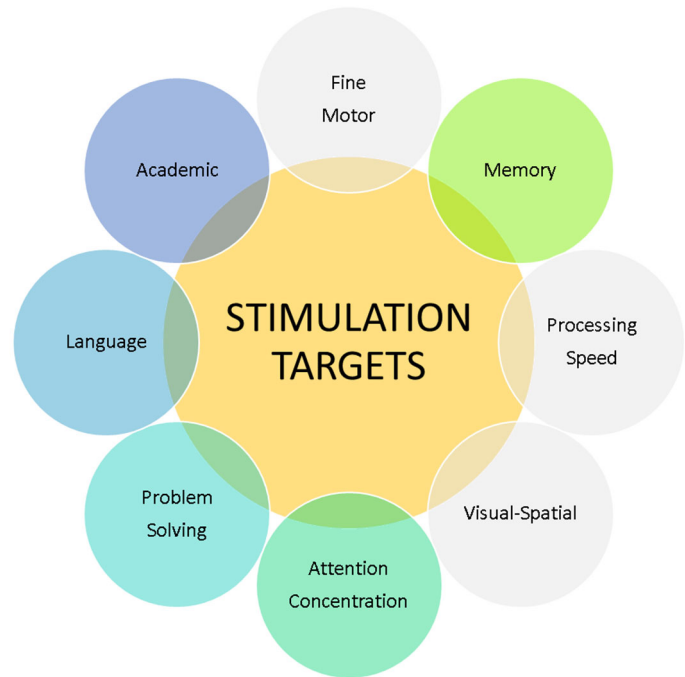 Fine
Motor
Memory
Processing
Speed
Visual-Spatial
Attention
Concentration
Problem
Solving
Language
Academic
STIMULATION
TARGETS